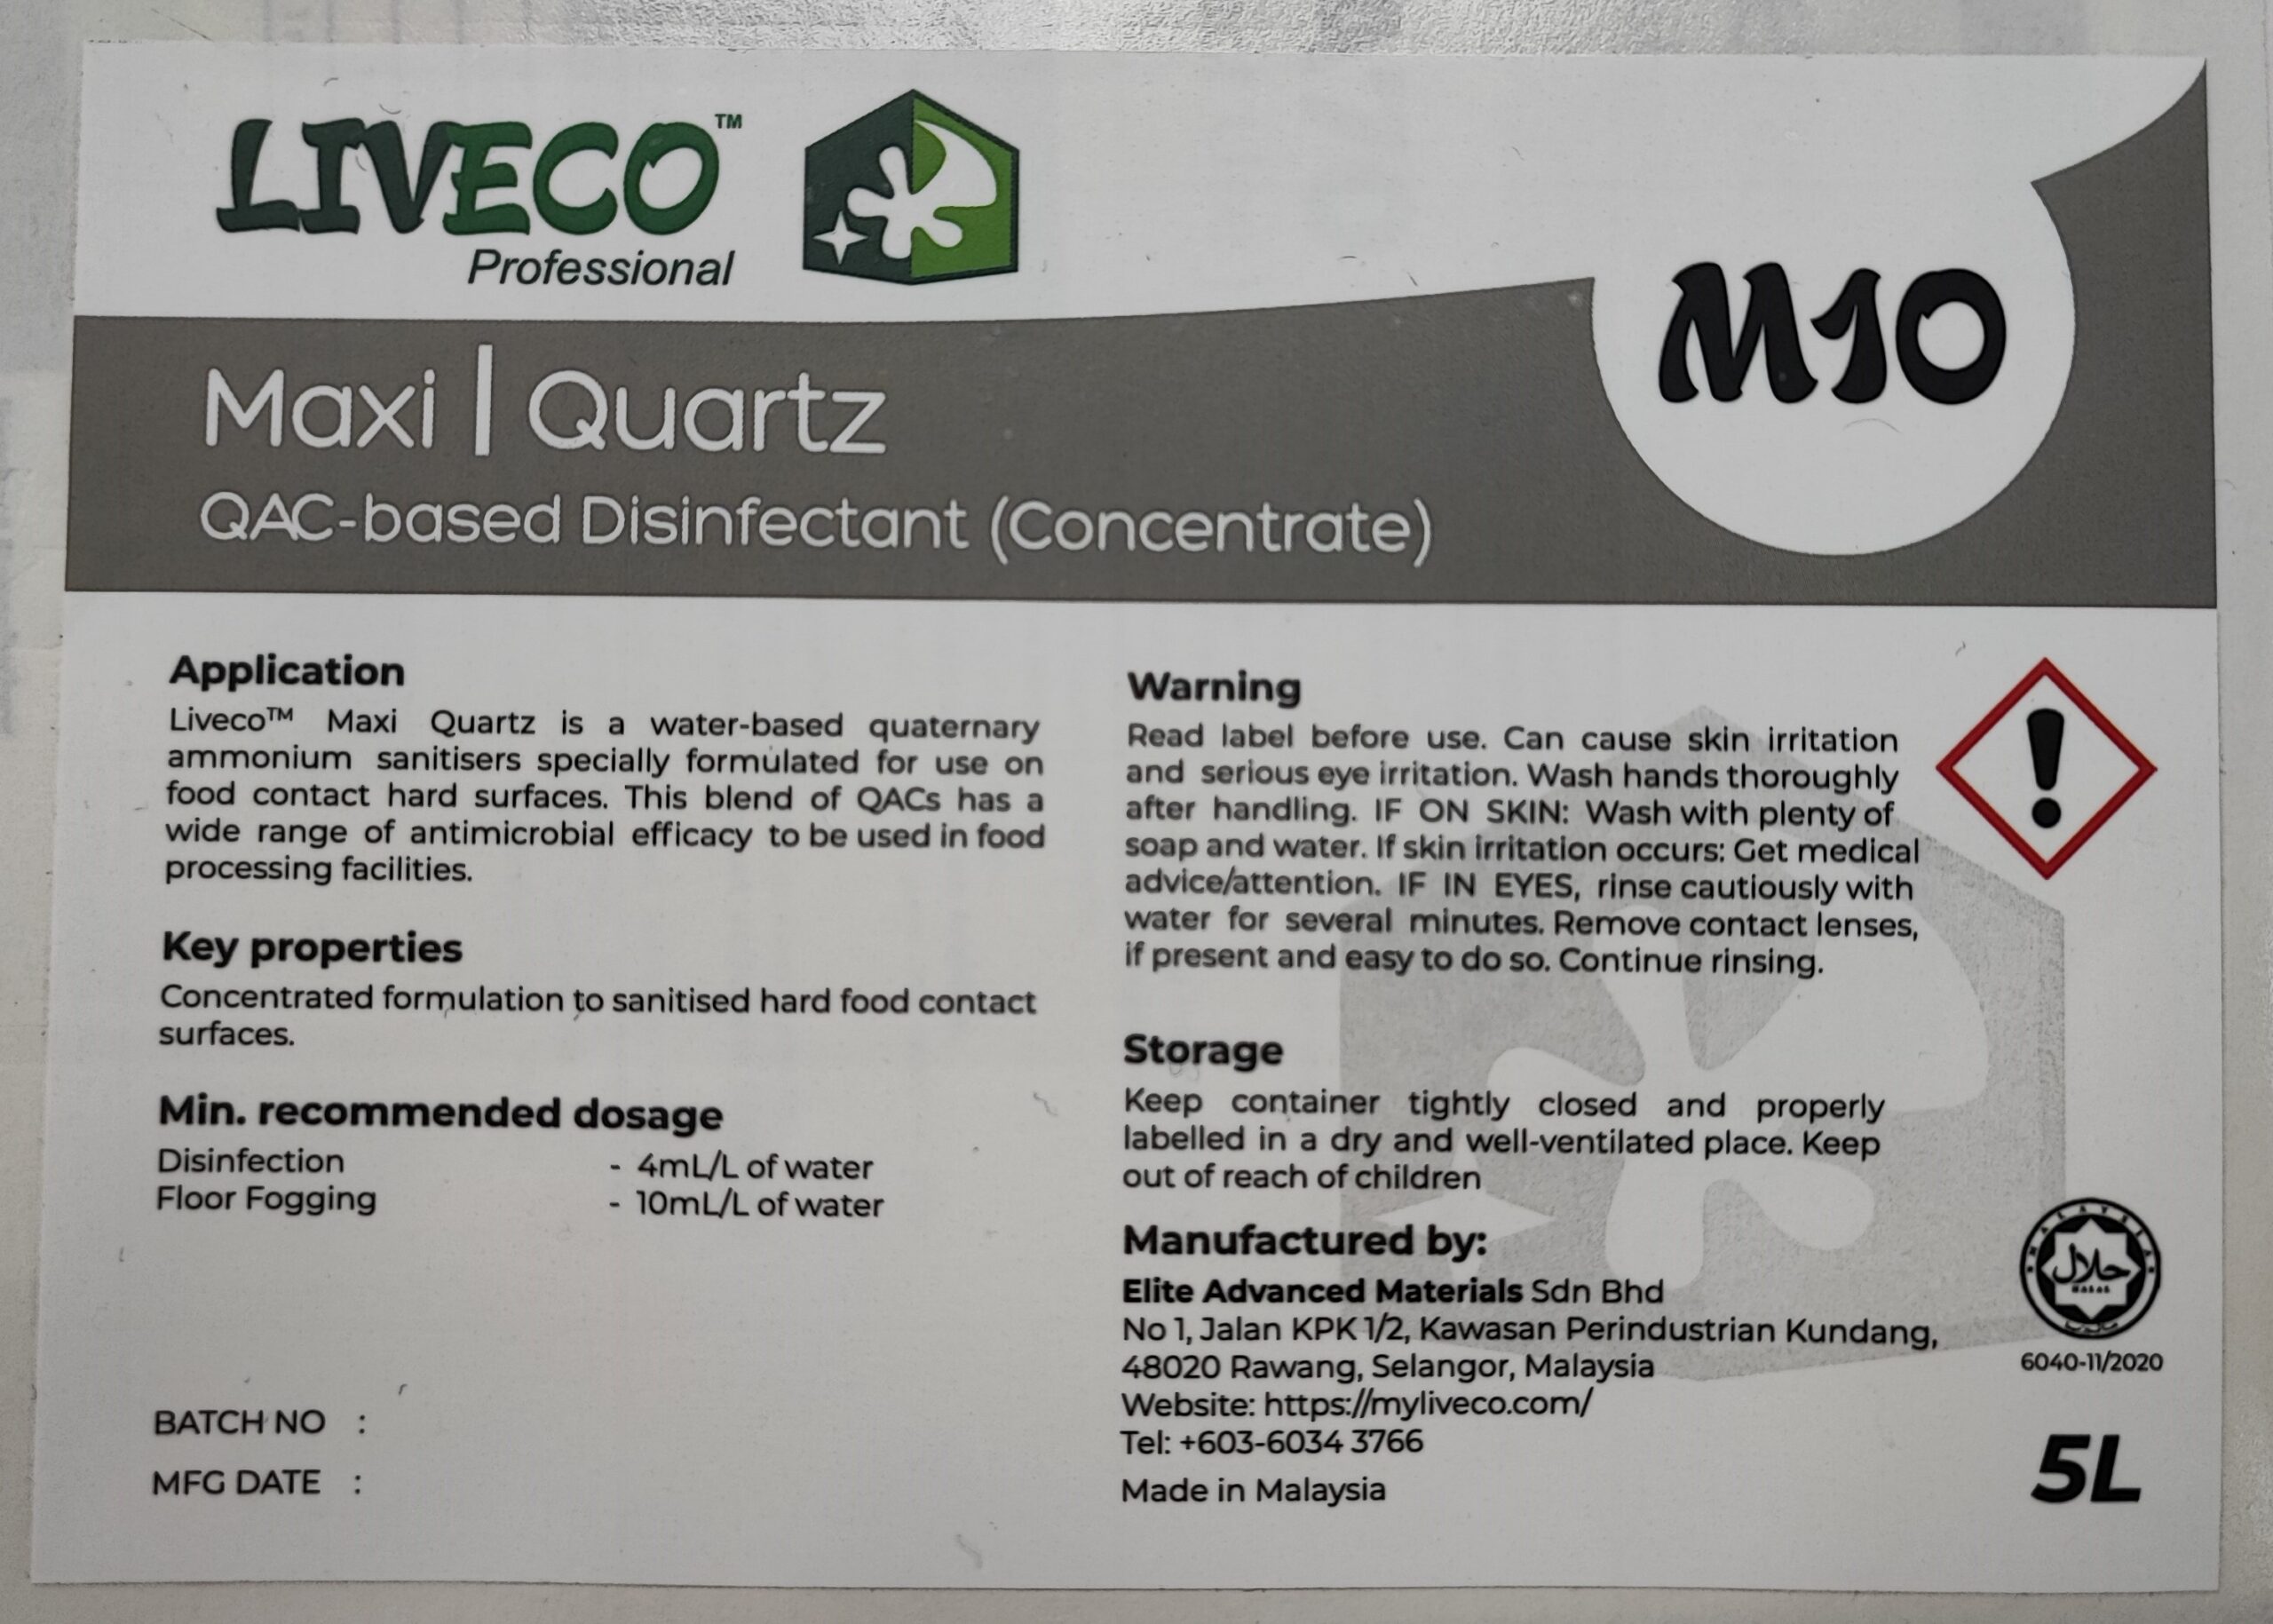 LIVECO™
Professional
M10
Maxi | Quartz
QAC-based Disinfectant (Concentrate)
Application
Liveco™ Maxi Quartz is a water-based quaternary
ammonium sanitisers specially formulated for use on
food contact hard surfaces. This blend of QACs has a
wide range of antimicrobial efficacy to be used in food
processing facilities.
Key properties
Concentrated formulation to sanitised hard food contact
surfaces.
Min. recommended dosage
Disinfection - 4mL/L of water
Floor Fogging - 10mL/L of water
BATCH NO :
MFG DATE :
Warning
Read label before use. Can cause skin irritation
and serious eye irritation. Wash hands thoroughly
after handling. IF ON SKIN: Wash with plenty of
soap and water. If skin irritation occurs: Get medical
advice/attention. IF IN EYES, rinse cautiously with
water for several minutes. Remove contact lenses,
if present and easy to do so. Continue rinsing.
Storage
Keep container tightly closed and properly
labelled in a dry and well-ventilated place. Keep
out of reach of children
Manufactured by:
Elite Advanced Materials Sdn Bhd
No 1, Jalan KPK 1/2, Kawasan Perindustrian Kundang,
48020 Rawang, Selangor, Malaysia
Website: https://myliveco.com/
Tel: +603-6034 3766
Made in Malaysia
MALAYSIA
حلال
HALAL
6040-11/2020
5L